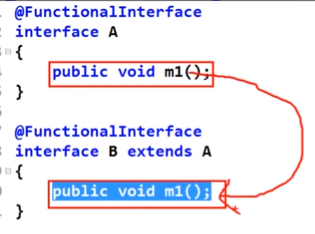 @FunctionalInterface
interface A
{
public void m1();
}
@FunctionalInterface
interface B extends A
{
public void m1();
}